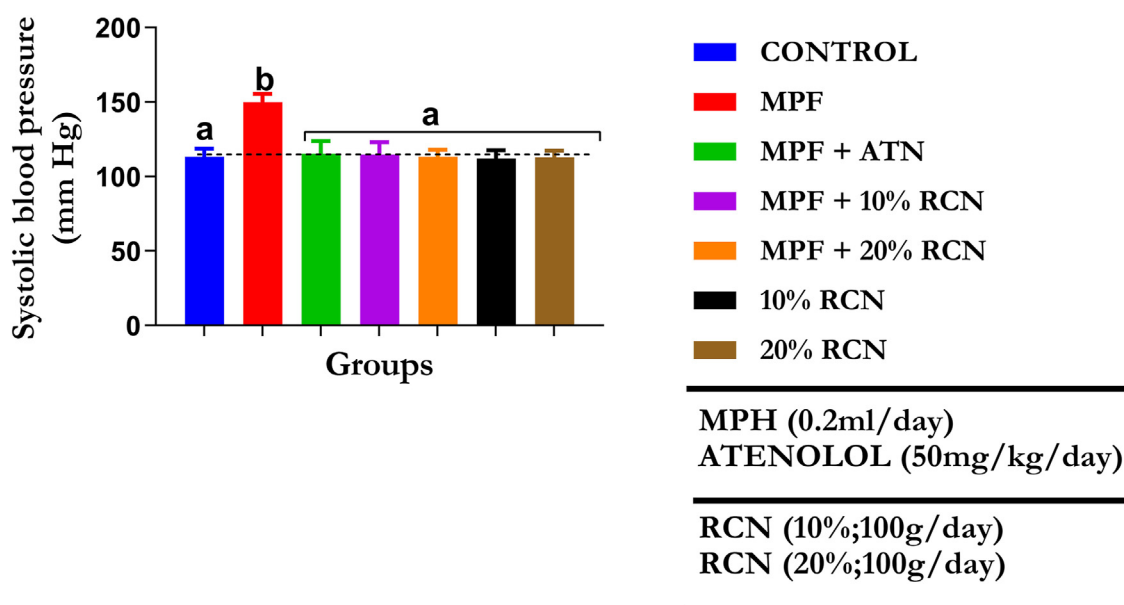 Systolic blood pressure
(mm Hg)
200
150
100
50
0
a
b
a
Groups
CONTROL
MPF
MPF + ATN
MPF + 10% RCN
MPF + 20% RCN
10% RCN
20% RCN
MPH (0.2ml/day)
ATENOLOL (50mg/kg/day)
RCN (10%;100g/day)
RCN (20%;100g/day)